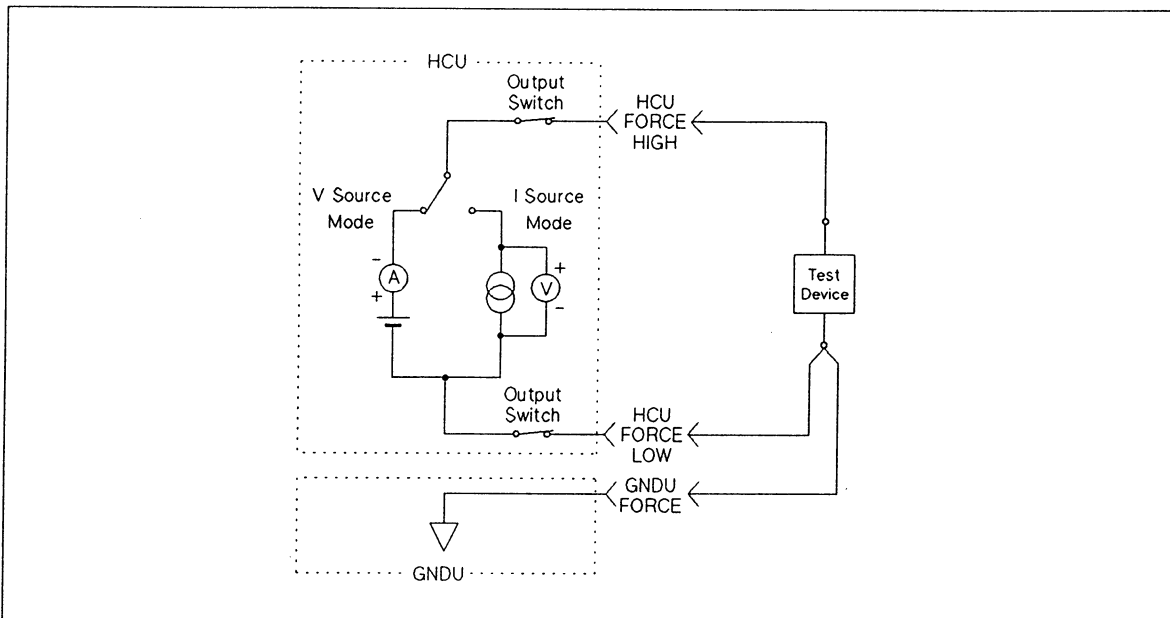 HCU
Output
Switch
HCU
FORCE
HIGH
V Source
Mode
I Source
Mode
-
A
+
+
V
-
Test
Device
Output
Switch
HCU
FORCE
LOW
GNDU
FORCE
GNDU